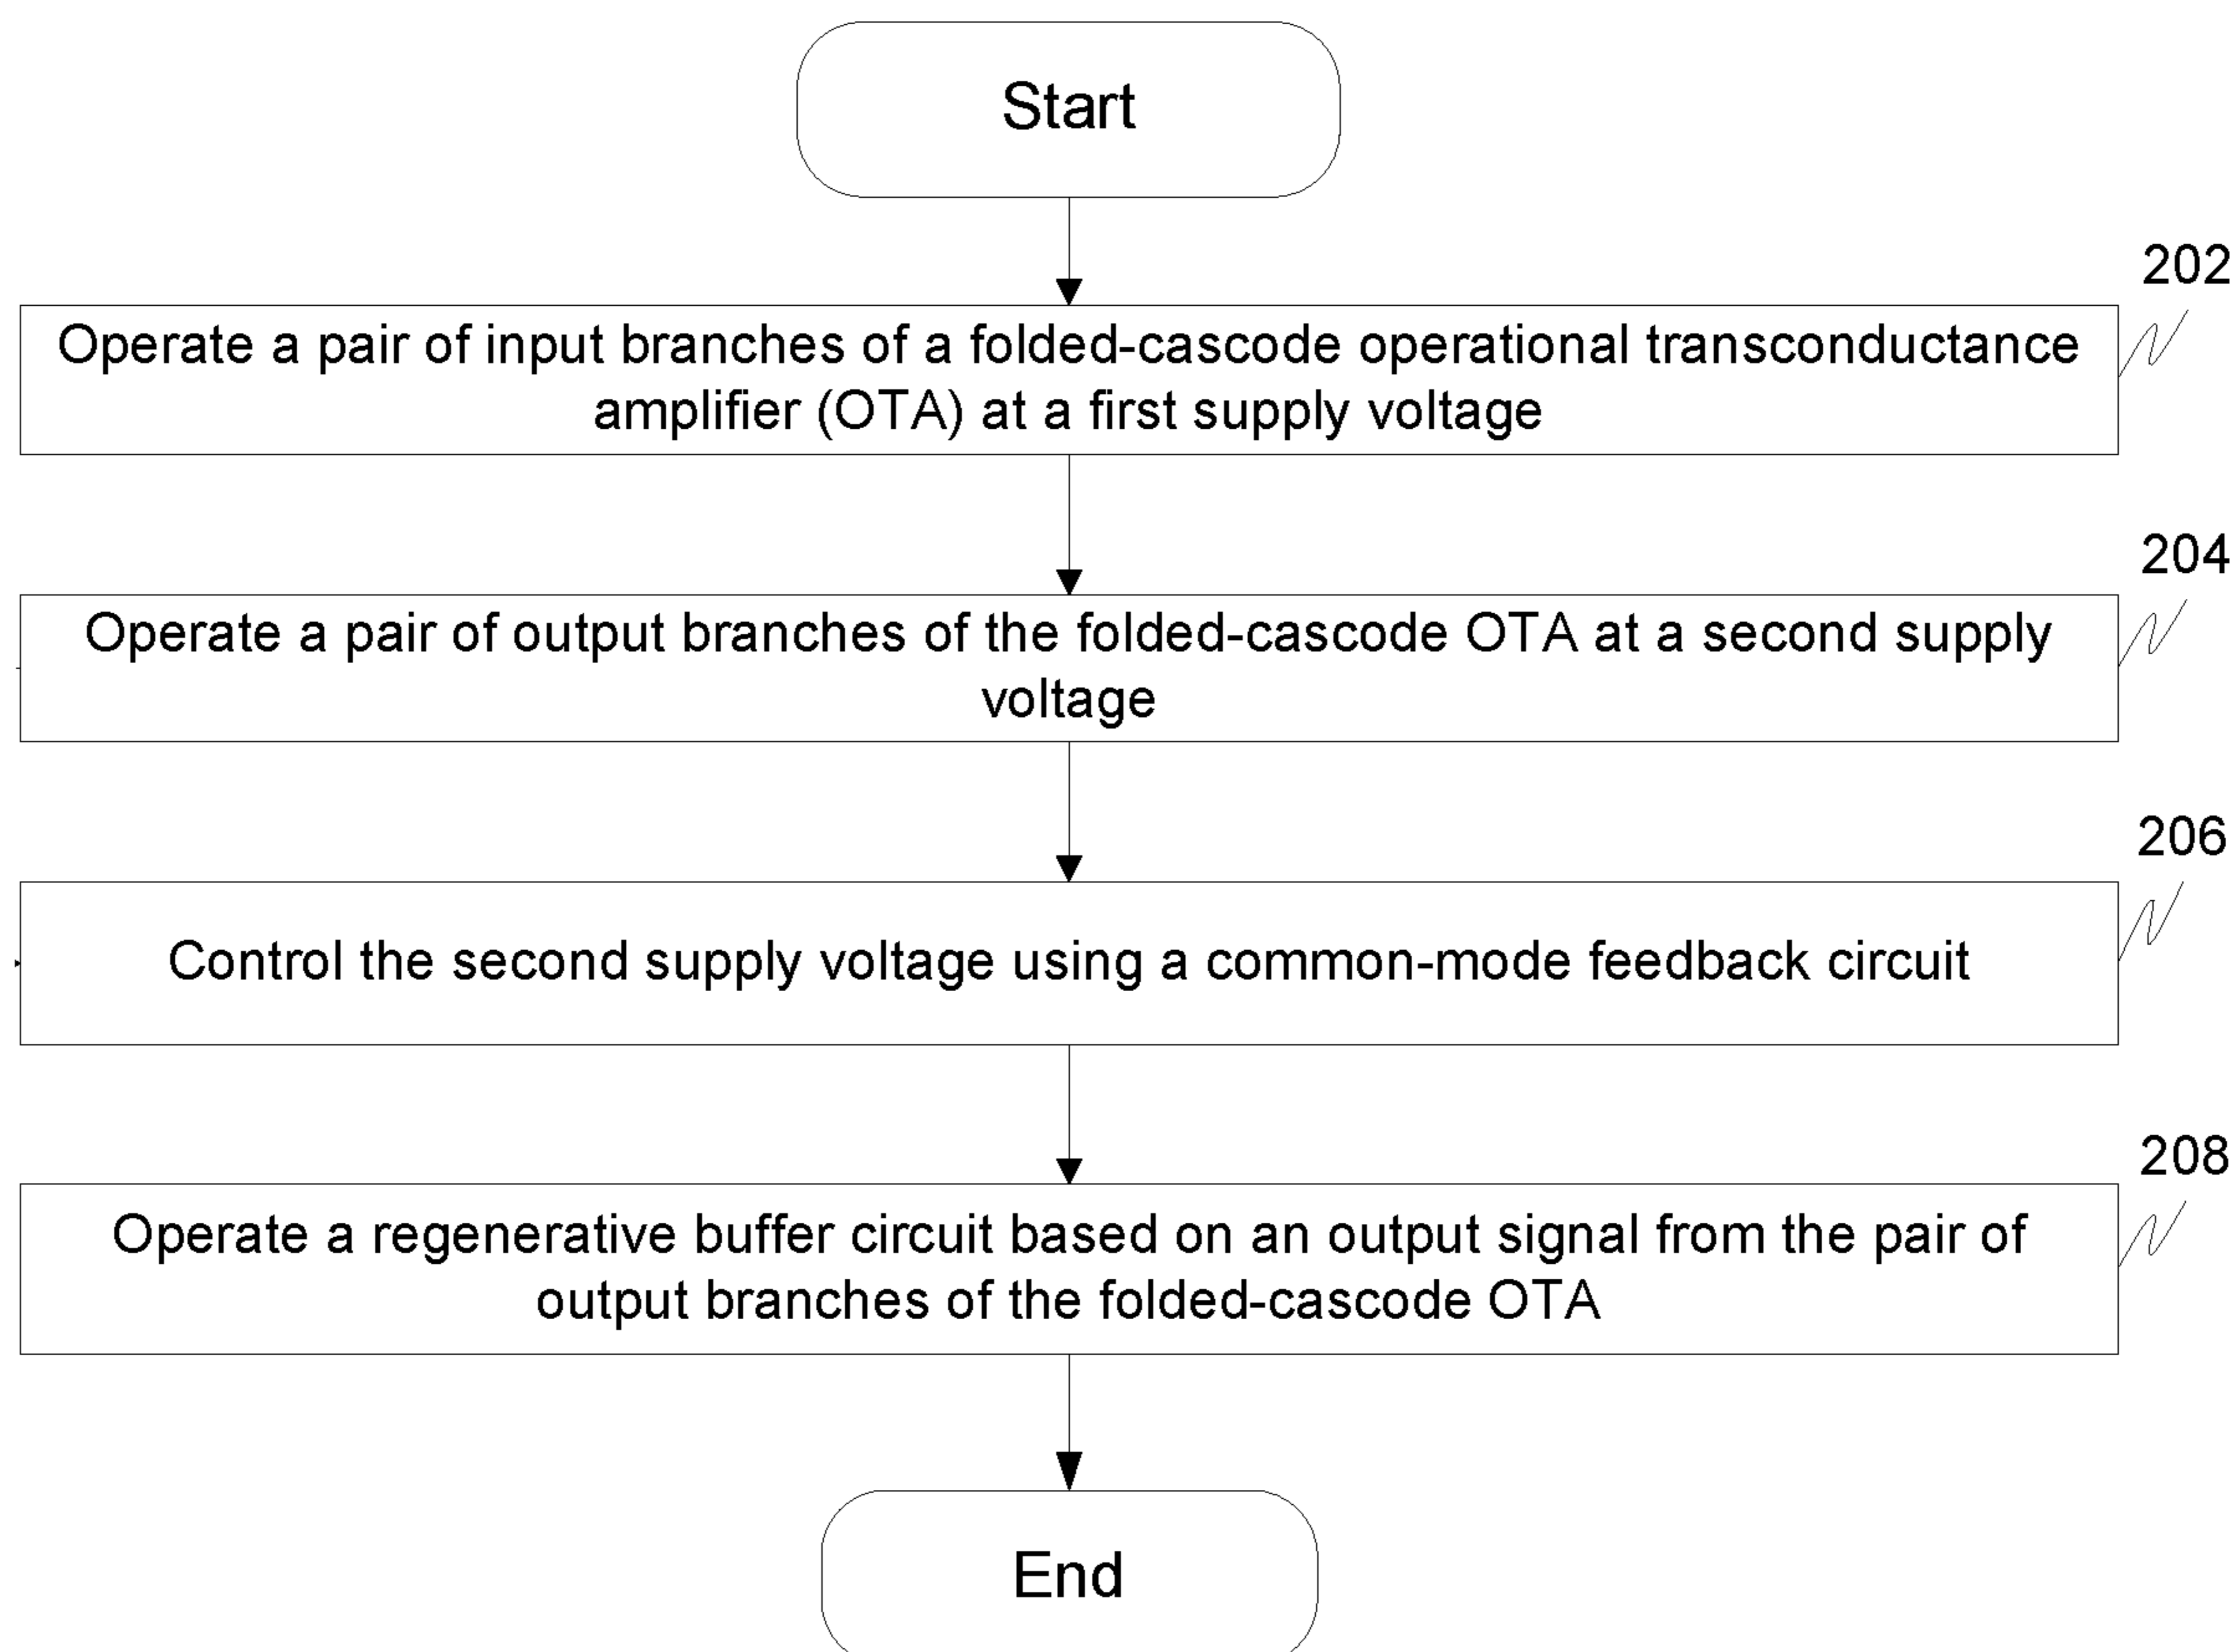 Start
202
Operate a pair of input branches of a folded-cascode operational transconductance
amplifier (OTA) at a first supply voltage
204
Operate a pair of output branches of the folded-cascode OTA at a second supply
voltage
206
Control the second supply voltage using a common-mode feedback circuit
208
Operate a regenerative buffer circuit based on an output signal from the pair of
output branches of the folded-cascode OTA
End